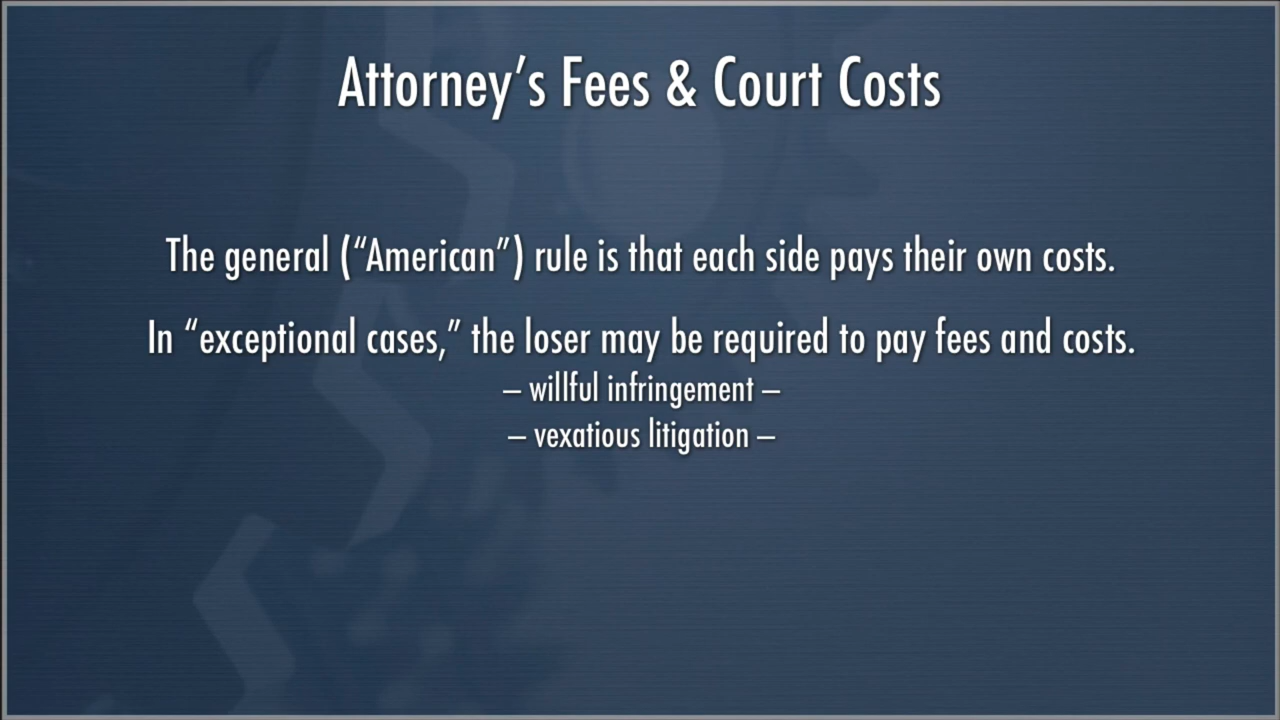 Attorney’s Fees & Court Costs
The general (“American”) rule is that each side pays their own costs.
In “exceptional cases,” the loser may be required to pay fees and costs.
– willful infringement –
– vexatious litigation –